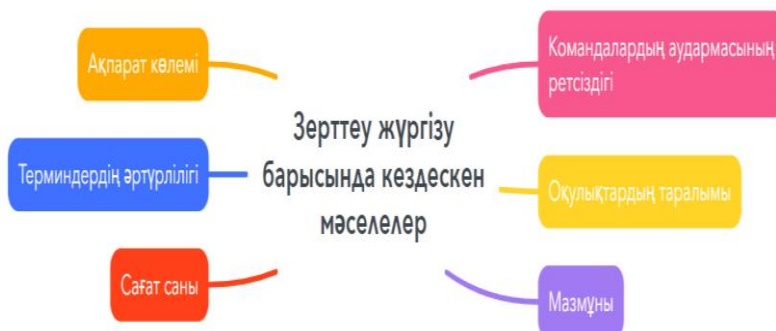 Зерттеу жүргізу
барысында кездескен
мәселелер
Ақпарат көлемі
Терминдердің әртүрлілігі
Сағат саны
Командалардың аудармасының
ретсіздігі
Оқулықтардың таралымы
Мазмұны